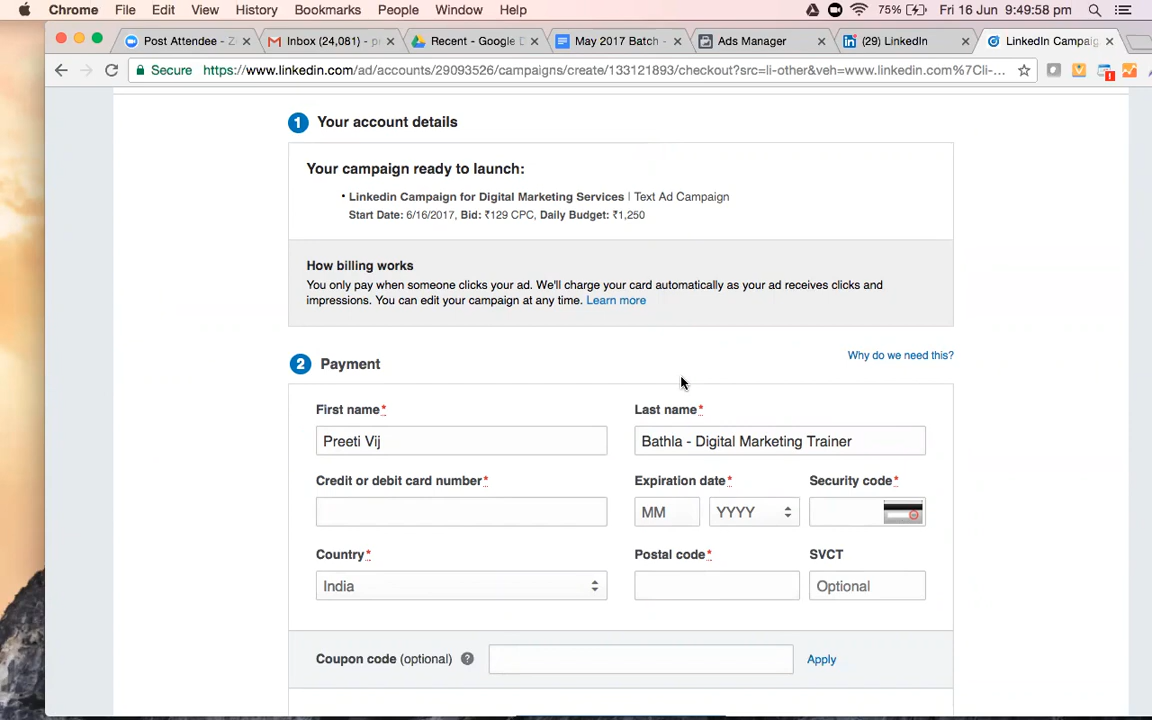 Chrome File Edit View History Bookmarks People Window Help 75% Fri 16 Jun 9:49:58 pm
Post Attendee - Z Inbox (24,081) - p Recent - Google D May 2017 Batch - Ads Manager (29) LinkedIn LinkedIn Campaig
Secure https://www.linkedin.com/ad/accounts/29093526/campaigns/create/133121893/checkout?src=li-other&veh=www.linkedin.com%7Cli-...
1 Your account details
Your campaign ready to launch:
• Linkedin Campaign for Digital Marketing Services | Text Ad Campaign
Start Date: 6/16/2017, Bid: ₹129 CPC, Daily Budget: ₹1,250
How billing works
You only pay when someone clicks your ad. We'll charge your card automatically as your ad receives clicks and
impressions. You can edit your campaign at any time. Learn more
Why do we need this?
2 Payment
First name* Last name*
Preeti Vij Bathla - Digital Marketing Trainer
Credit or debit card number* Expiration date* Security code*
MM YYYY
Country* Postal code* SVCT
India Optional
Coupon code (optional) ? Apply